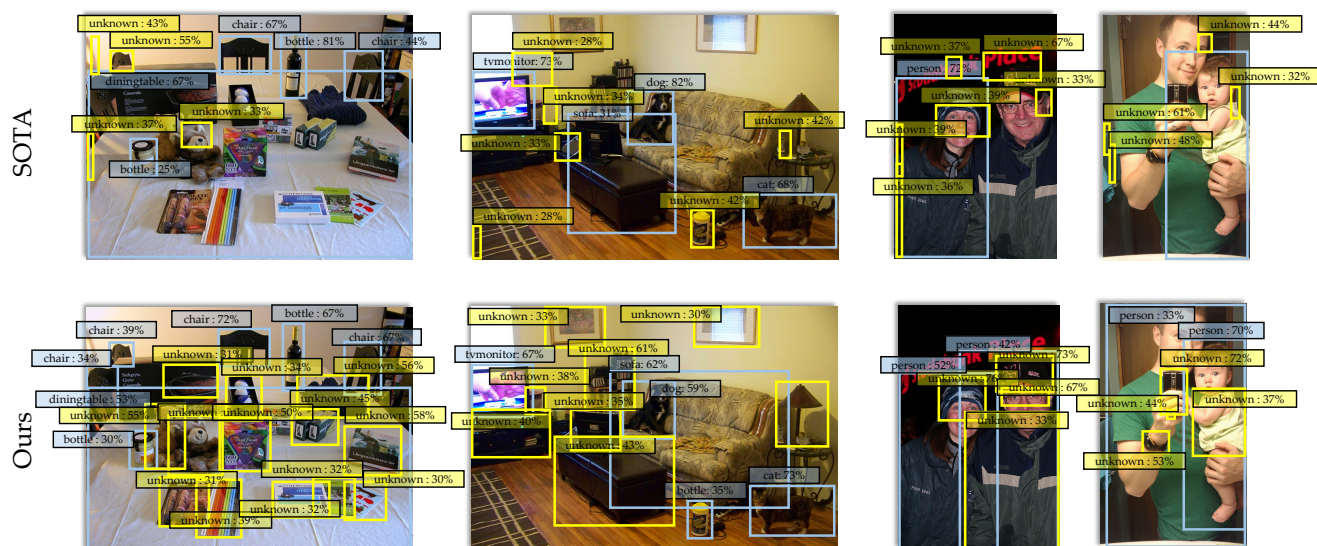 SOTA
unknown : 43%
unknown : 55%
chair : 67%
bottle : 81%
chair : 44%
diningtable : 67%
unknown : 33%
unknown : 37%
bottle : 25%
unknown : 28%
tvmonitor : 73%
dog: 82%
unknown : 34%
sofa : 31%
unknown : 42%
unknown : 33%
cat: 68%
unknown : 42%
unknown : 28%
unknown : 67%
unknown : 37%
person : 72%
Place
unknown : 33%
unknown : 39%
unknown : 39%
unknown : 36%
unknown : 44%
unknown : 32%
unknown : 61%
unknown : 48%
Ours
bottle : 67%
chair : 72%
chair : 39%
chair : 67%
chair : 34%
unknown : 31%
unknown : 34%
unknown : 56%
diningtable : 53%
unknown : 45%
unknown : 55%
unknown
unknown : 50%
unknown : 58%
bottle : 30%
unknown : 32%
unknown : 31%
unknown : 30%
unknown : 32%
unknown : 39%
unknown : 33%
unknown : 30%
unknown : 61%
tvmonitor : 67%
sofa : 62%
unknown : 38%
dog : 59%
unknown : 35%
unknown : 40%
unknown : 43%
cat : 73%
bottle : 35%
person : 42%
person : 52%
unknown : 73%
unknown : 76%
unknown : 67%
unknown : 33%
person : 33%
person : 70%
unknown : 72%
unknown : 44%
unknown : 37%
unknown : 53%